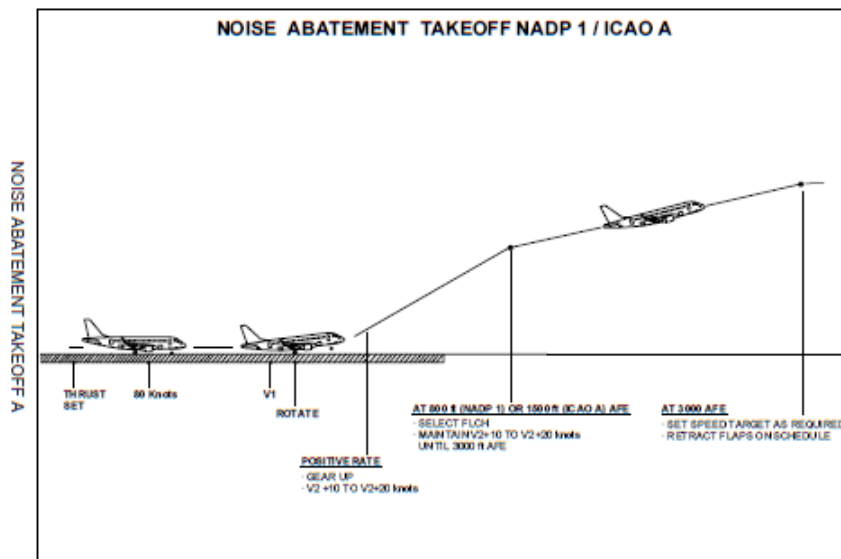 NOISE ABATEMENT TAKEOFF NADP 1 / ICAO A
NOISE ABATEMENT TAKEOFF A
THRUST
SET
80 Knots
V1
ROTATE
POSITIVE RATE
- GEAR UP
- V2 +10 TO V2+20 knots
AT 800 ft (NADP 1) OR 1500 ft (ICAO A) AFE
- SELECT FLCH
- MAINTAIN V2+10 TO V2+20 knots
UNTIL 3000 ft AFE
AT 3000 AFE
- SET SPEED TARGET AS REQUIRED
- RETRACT FLAPS ON SCHEDULE